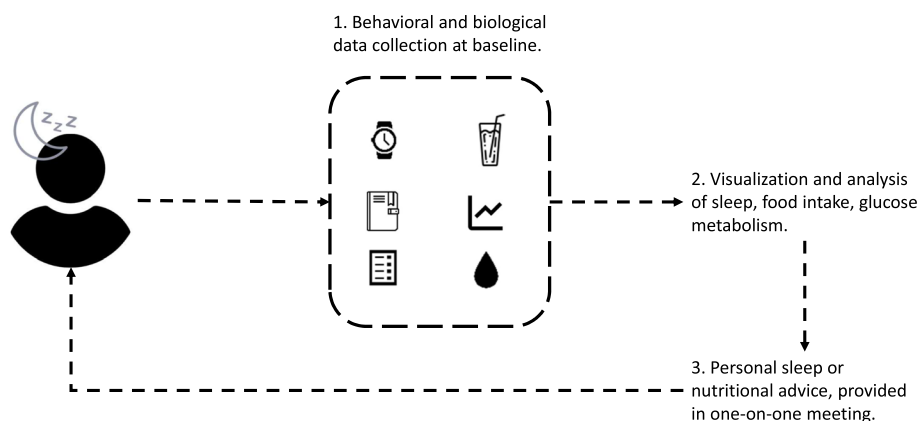 1. Behavioral and biological
data collection at baseline.
z z z
2. Visualization and analysis
of sleep, food intake, glucose
metabolism.
3. Personal sleep or
nutritional advice, provided
in one-on-one meeting.